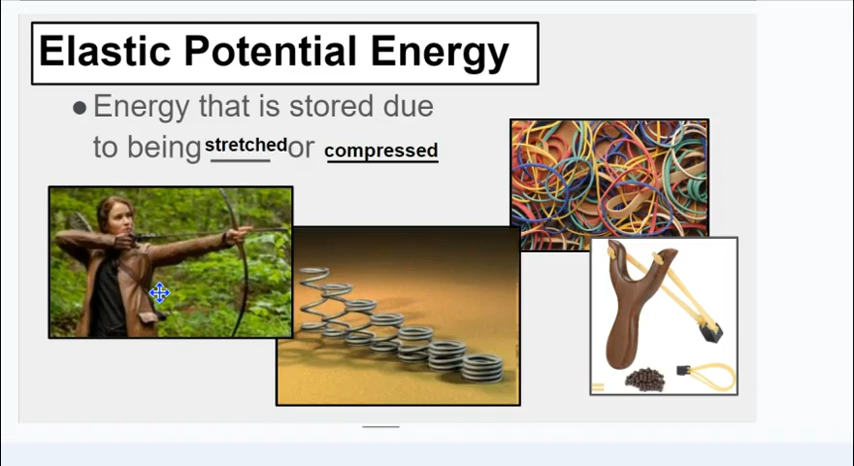 Elastic Potential Energy
● Energy that is stored due
to being stretched or compressed